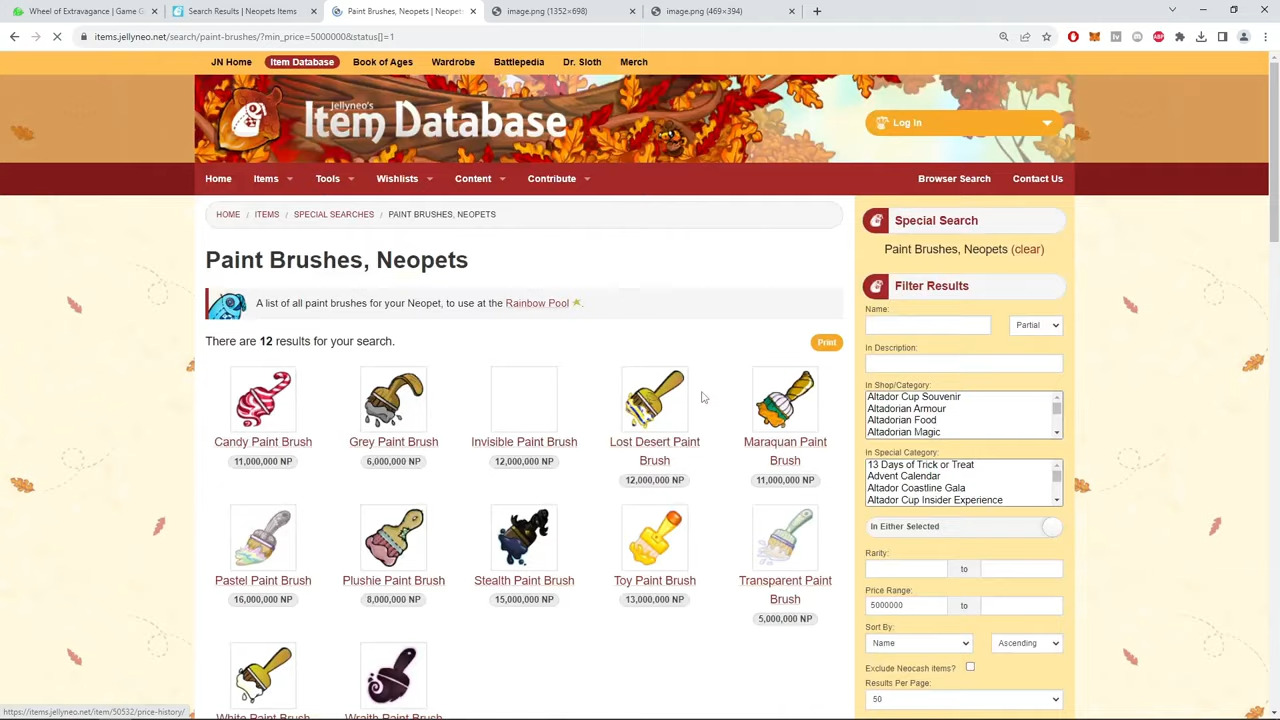 Wheel of Extravagance | Game G
Search Results | Neopets Items
Paint Brushes, Neopets | Neopets
image.png (1352×698)
image.png (469×394)
items.jellyneo.net/search/paint-brushes/?min_price=5000000&status[]=1
JN Home
Item Database
Book of Ages
Wardrobe
Battlepedia
Dr. Sloth
Merch
Jellyneo's
Item Database
Log In
Home
Items
Tools
Wishlists
Content
Contribute
Browser Search
Contact Us
HOME / ITEMS / SPECIAL SEARCHES / PAINT BRUSHES, NEOPETS
Paint Brushes, Neopets
A list of all paint brushes for your Neopet, to use at the Rainbow Pool.
There are 12 results for your search.
Print
Candy Paint Brush
11,000,000 NP
Grey Paint Brush
6,000,000 NP
Invisible Paint Brush
12,000,000 NP
Lost Desert Paint
Brush
12,000,000 NP
Maraquan Paint
Brush
11,000,000 NP
Pastel Paint Brush
16,000,000 NP
Plushie Paint Brush
8,000,000 NP
Stealth Paint Brush
15,000,000 NP
Toy Paint Brush
13,000,000 NP
Transparent Paint
Brush
5,000,000 NP
White Paint Brush
Wraith Paint Brush
Special Search
Paint Brushes, Neopets (clear)
Filter Results
Name:
Partial
In Description:
In Shop/Category:
Altador Cup Souvenir
Altadorian Armour
Altadorian Food
Altadorian Magic
In Special Category:
13 Days of Trick or Treat
Advent Calendar
Altador Coastline Gala
Altador Cup Insider Experience
In Either Selected
Rarity:
to
Price Range:
5000000 to
Sort By:
Name
Ascending
Exclude Neocash items?
Results Per Page:
50
https://items.jellyneo.net/item/50532/price-history/